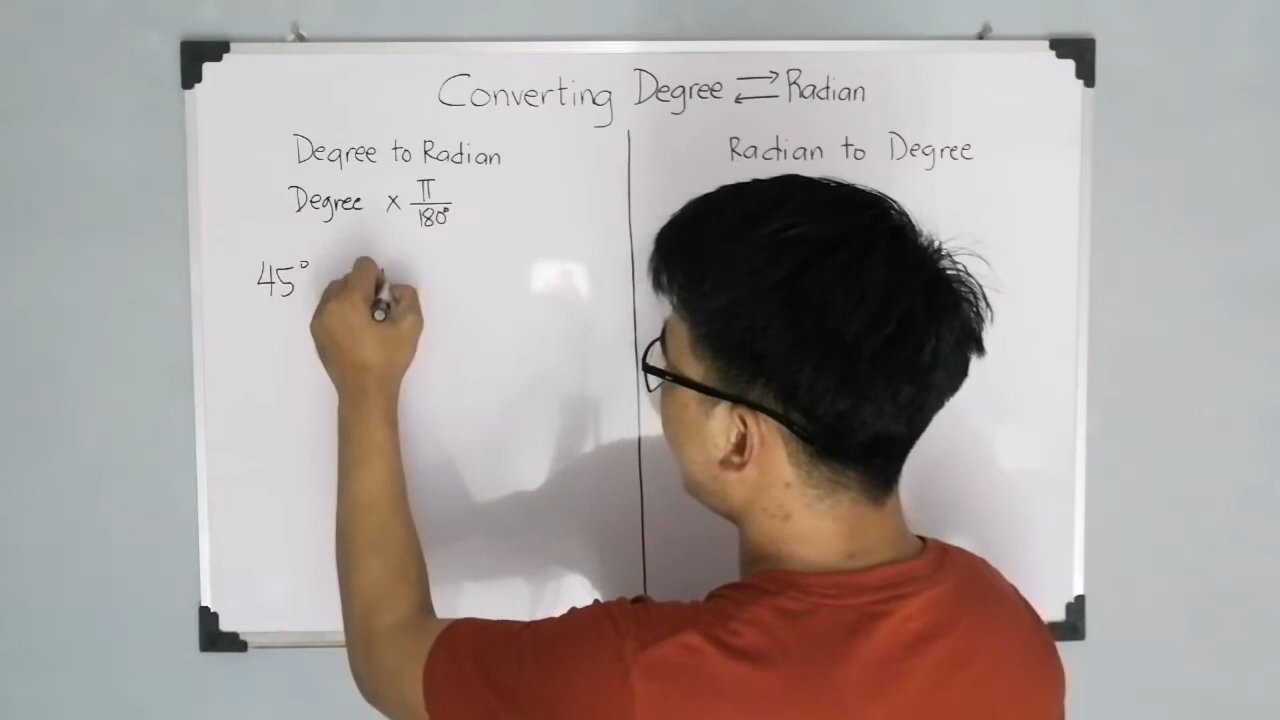 Converting Degree ⇄ Radian
Degree to Radian
Degree × π/180°
45°
Radian to Degree